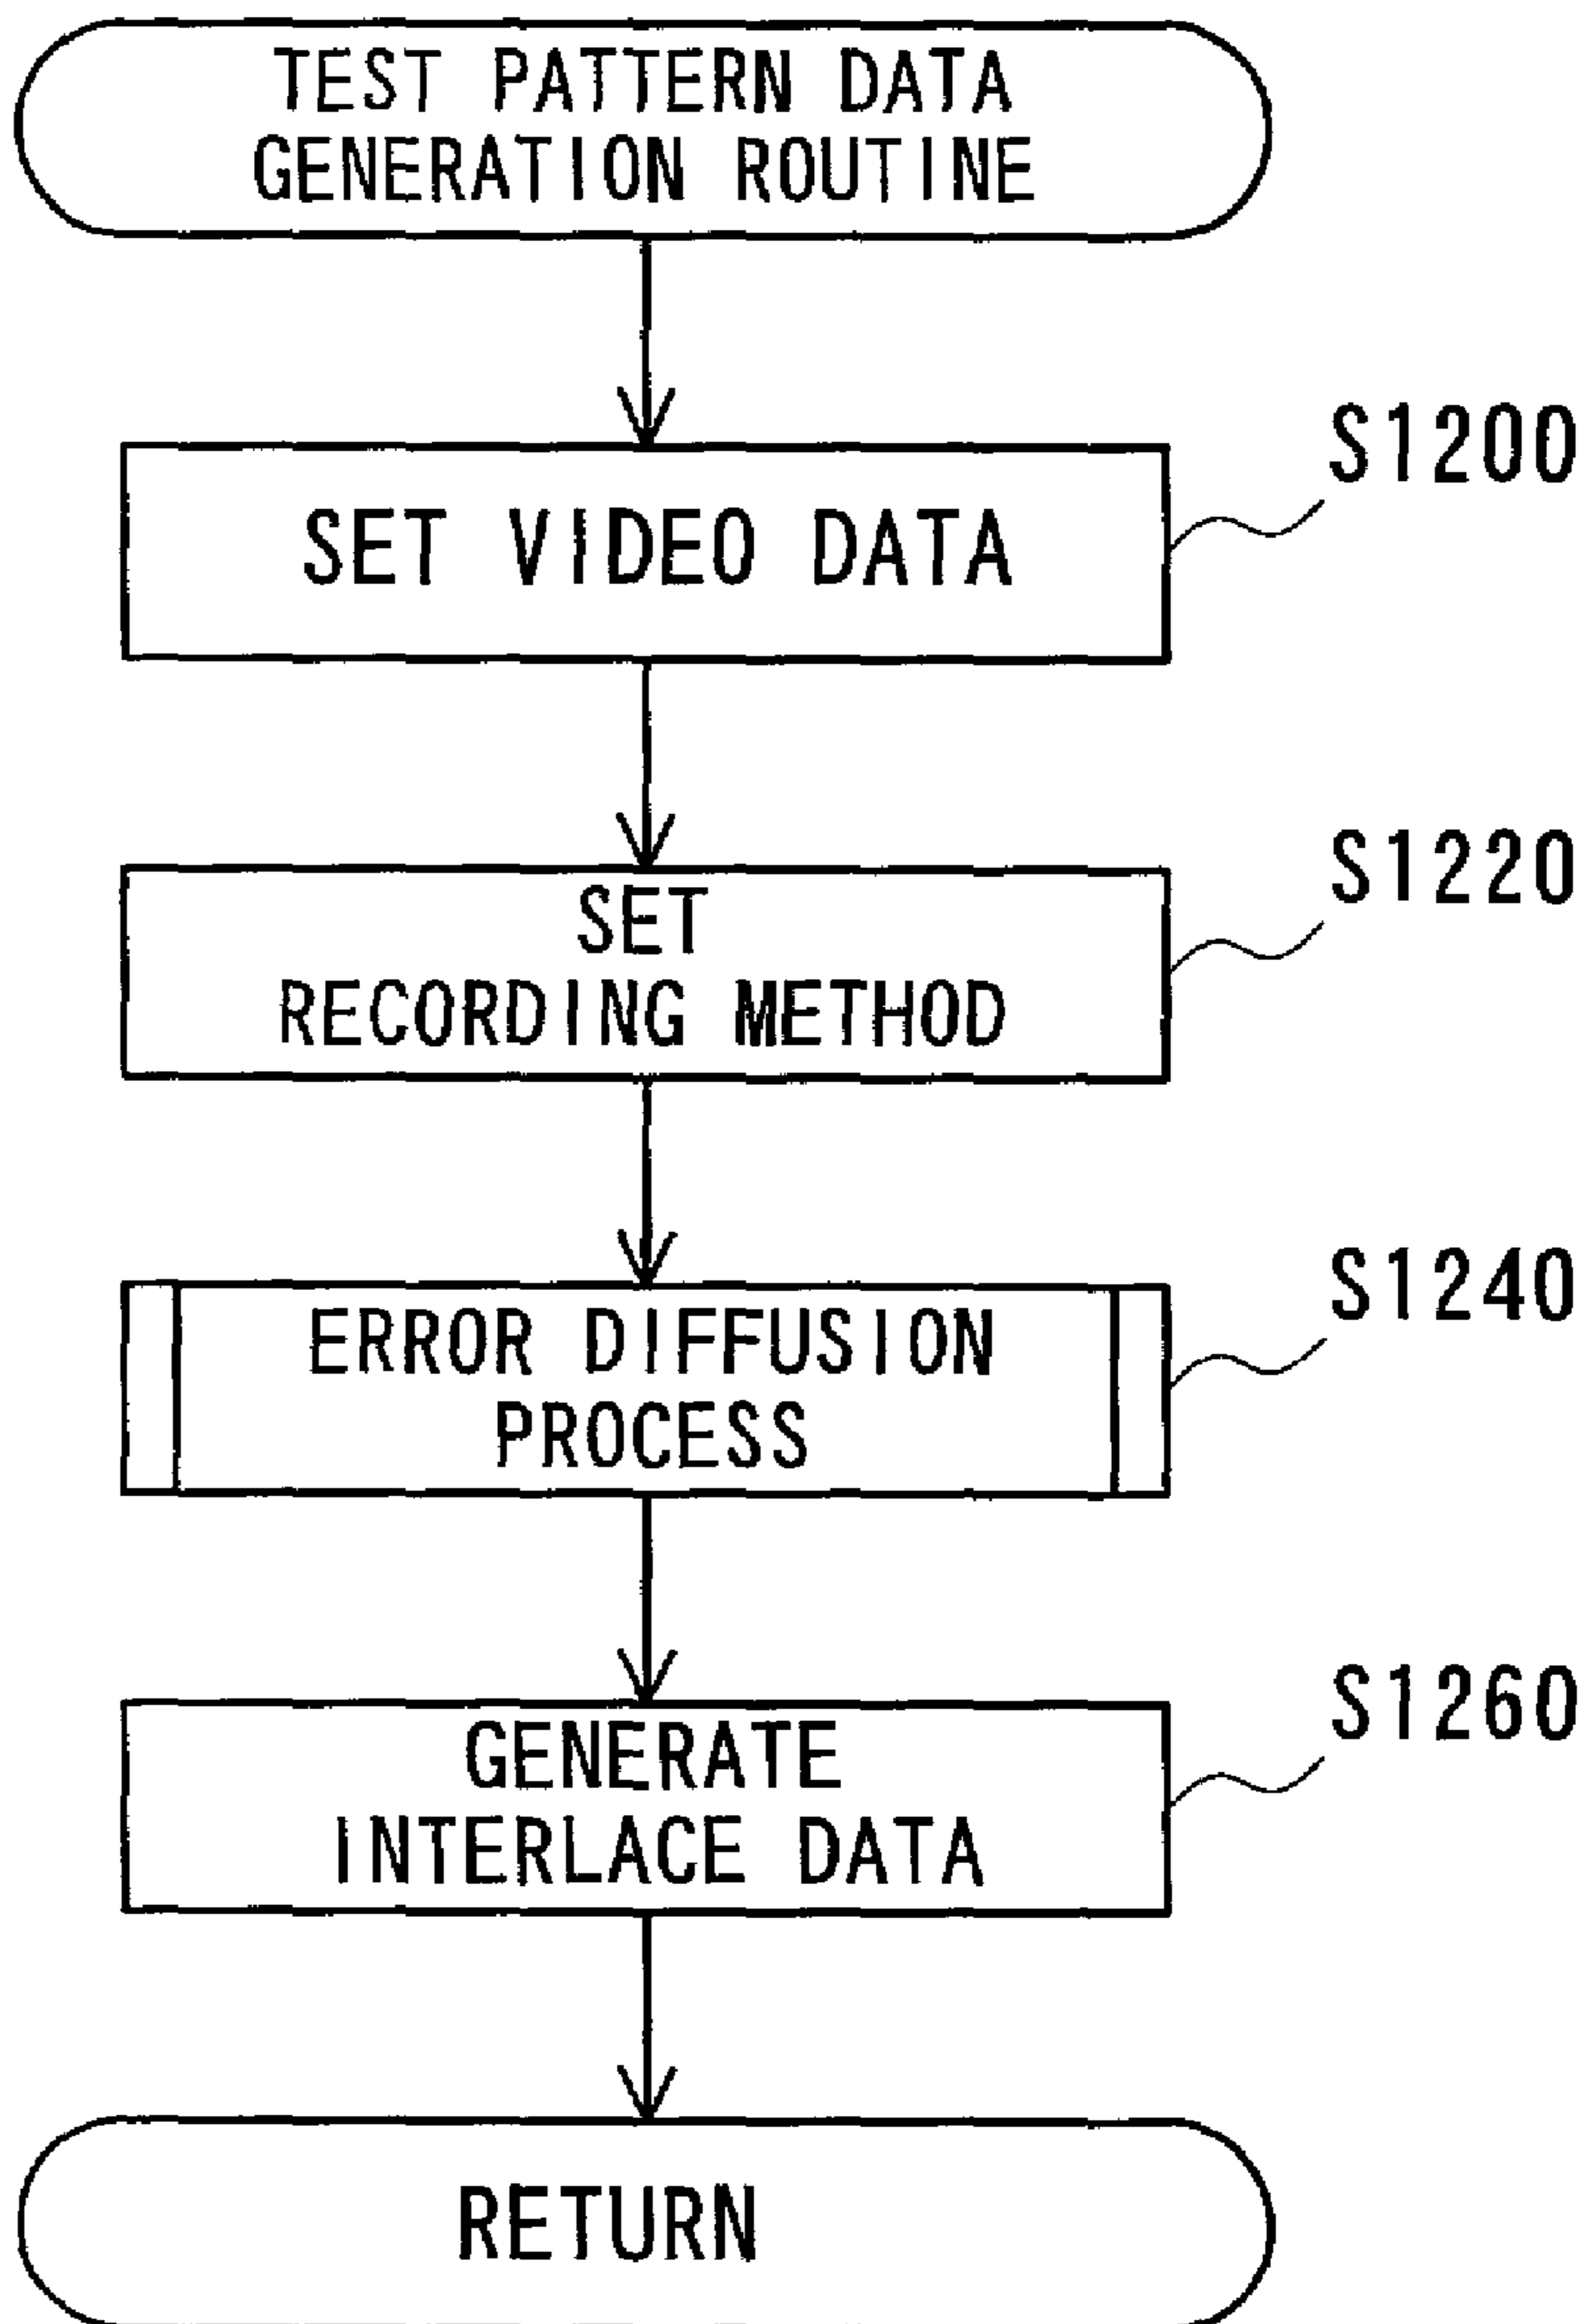 TEST PATTERN DATA
GENERATION ROUTINE
S1200
SET VIDEO DATA
S1220
SET
RECORDING METHOD
S1240
ERROR DIFFUSION
PROCESS
S1260
GENERATE
INTERLACE DATA
RETURN